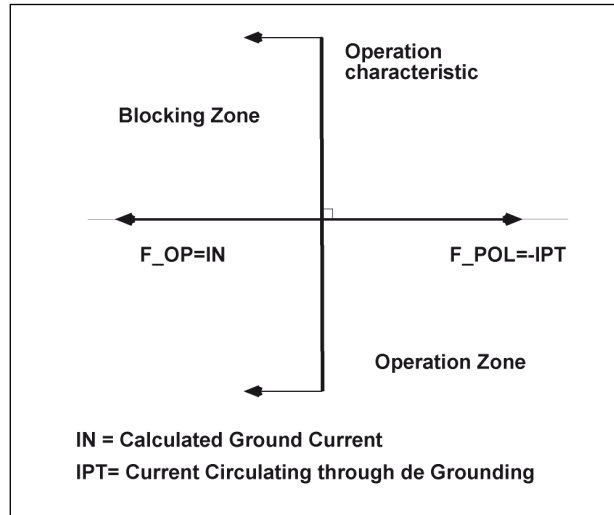 Operation
characteristic
Blocking Zone
F_OP=IN
F_POL=-IPT
Operation Zone
IN = Calculated Ground Current
IPT= Current Circulating through de Grounding